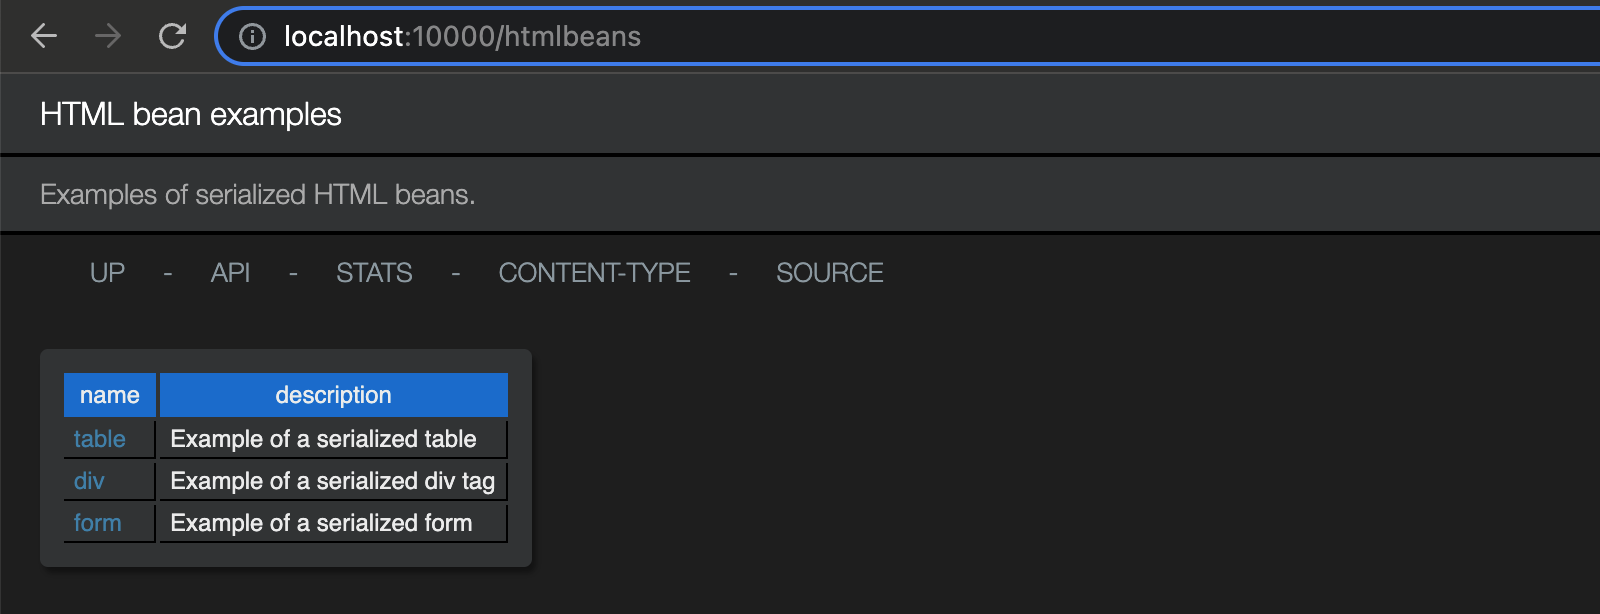 localhost:10000/htmlbeans
HTML bean examples
Examples of serialized HTML beans.
UP - API - STATS - CONTENT-TYPE - SOURCE
name description
table Example of a serialized table
div Example of a serialized div tag
form Example of a serialized form